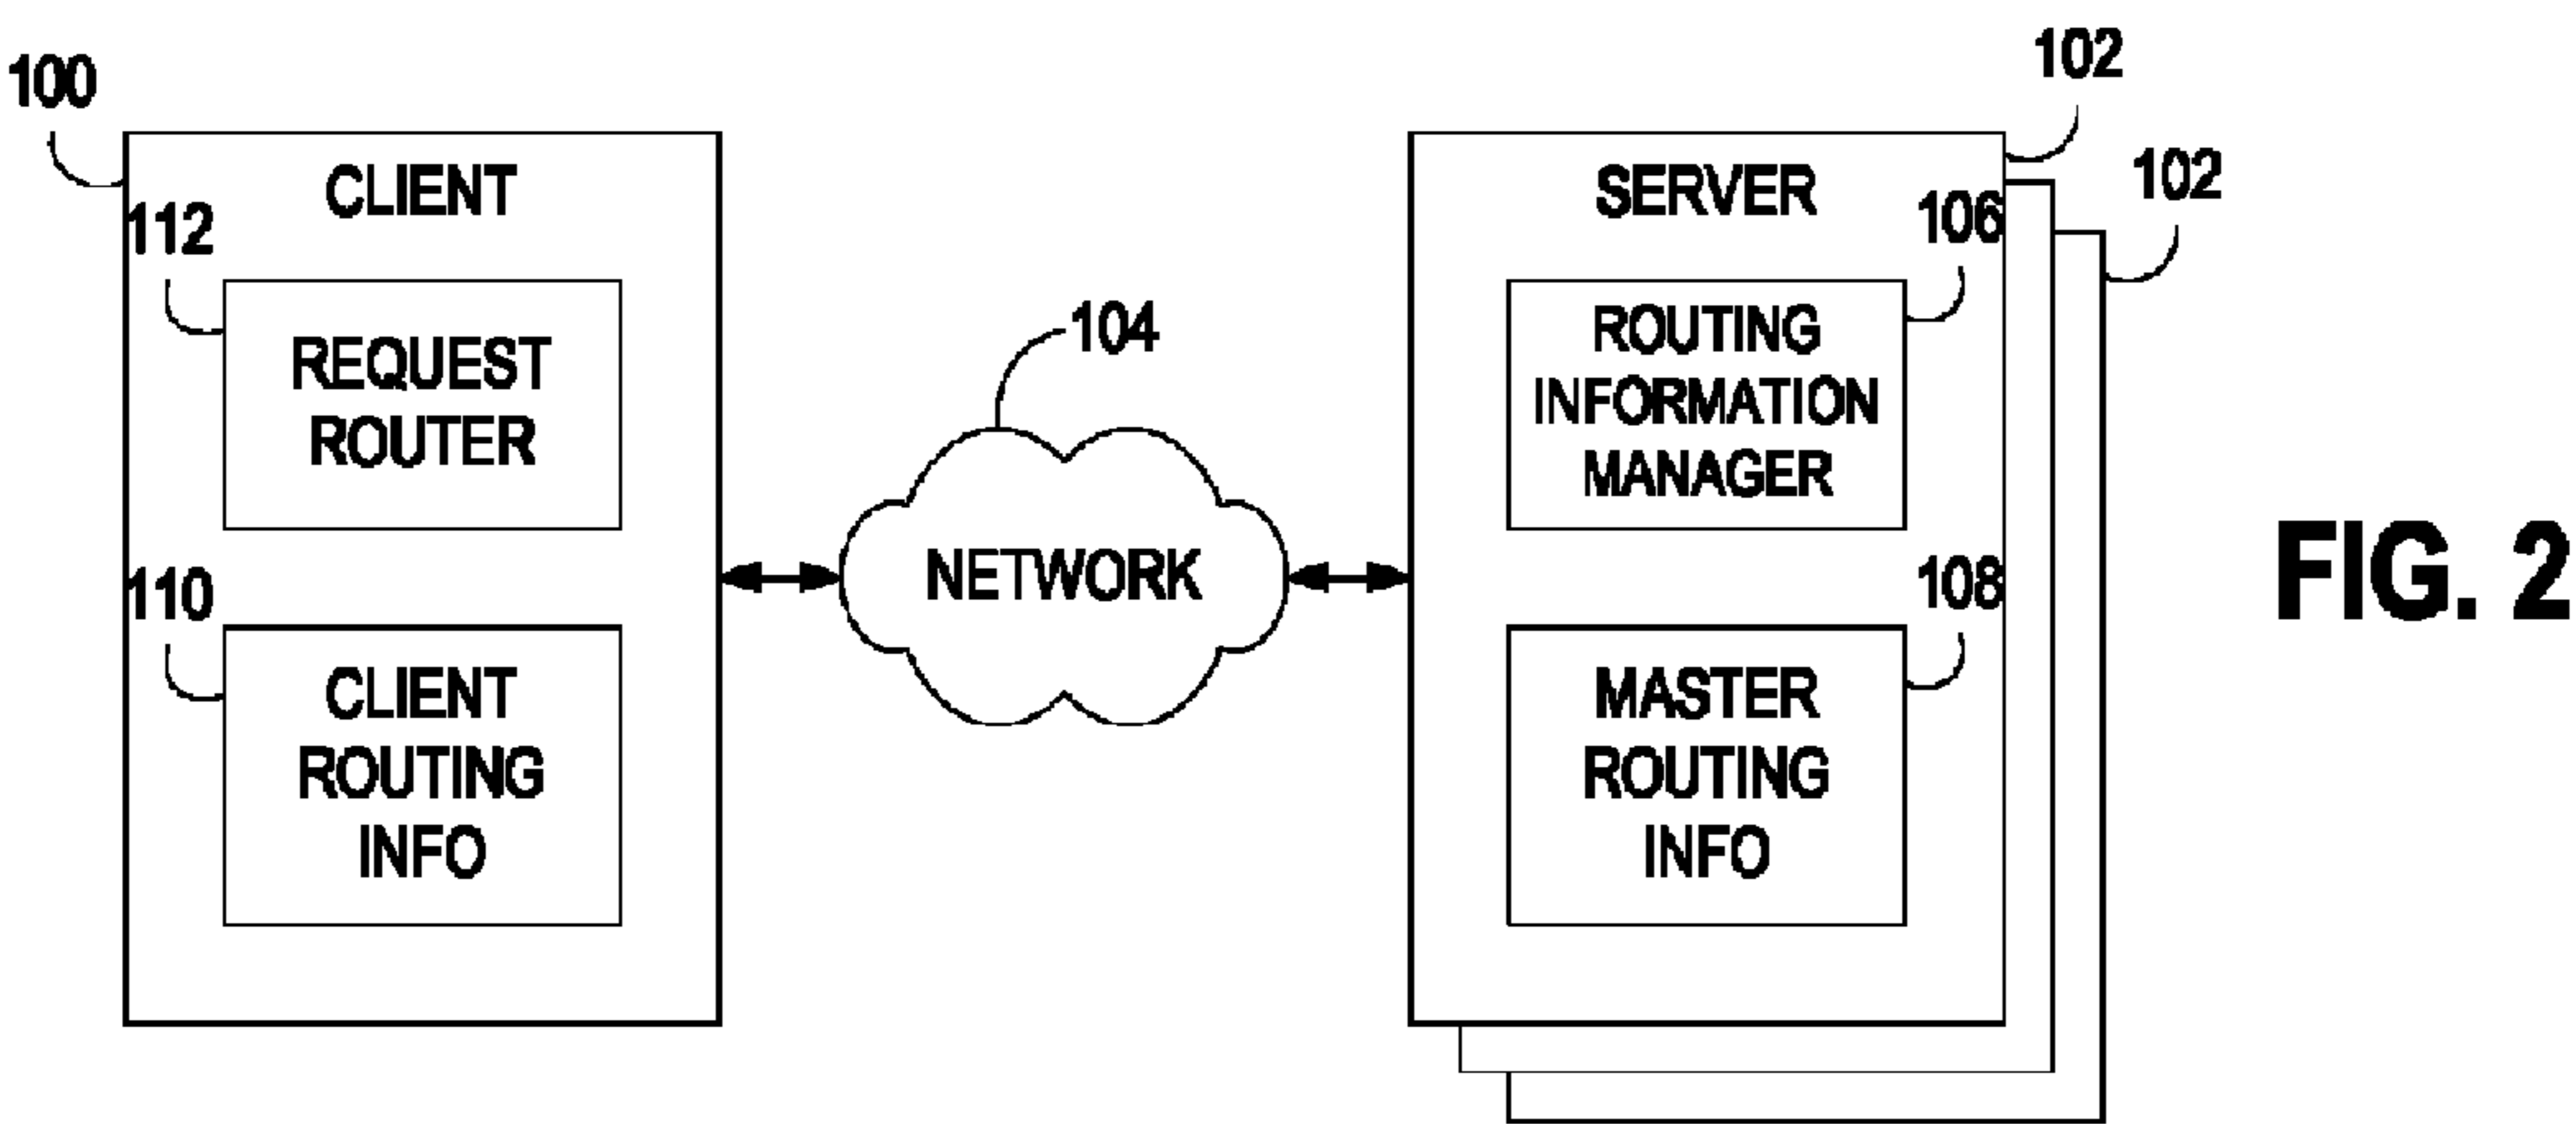 100
CLIENT
112
REQUEST
ROUTER
110
CLIENT
ROUTING
INFO
104
NETWORK
102
102
SERVER
106
ROUTING
INFORMATION
MANAGER
108
MASTER
ROUTING
INFO
FIG. 2